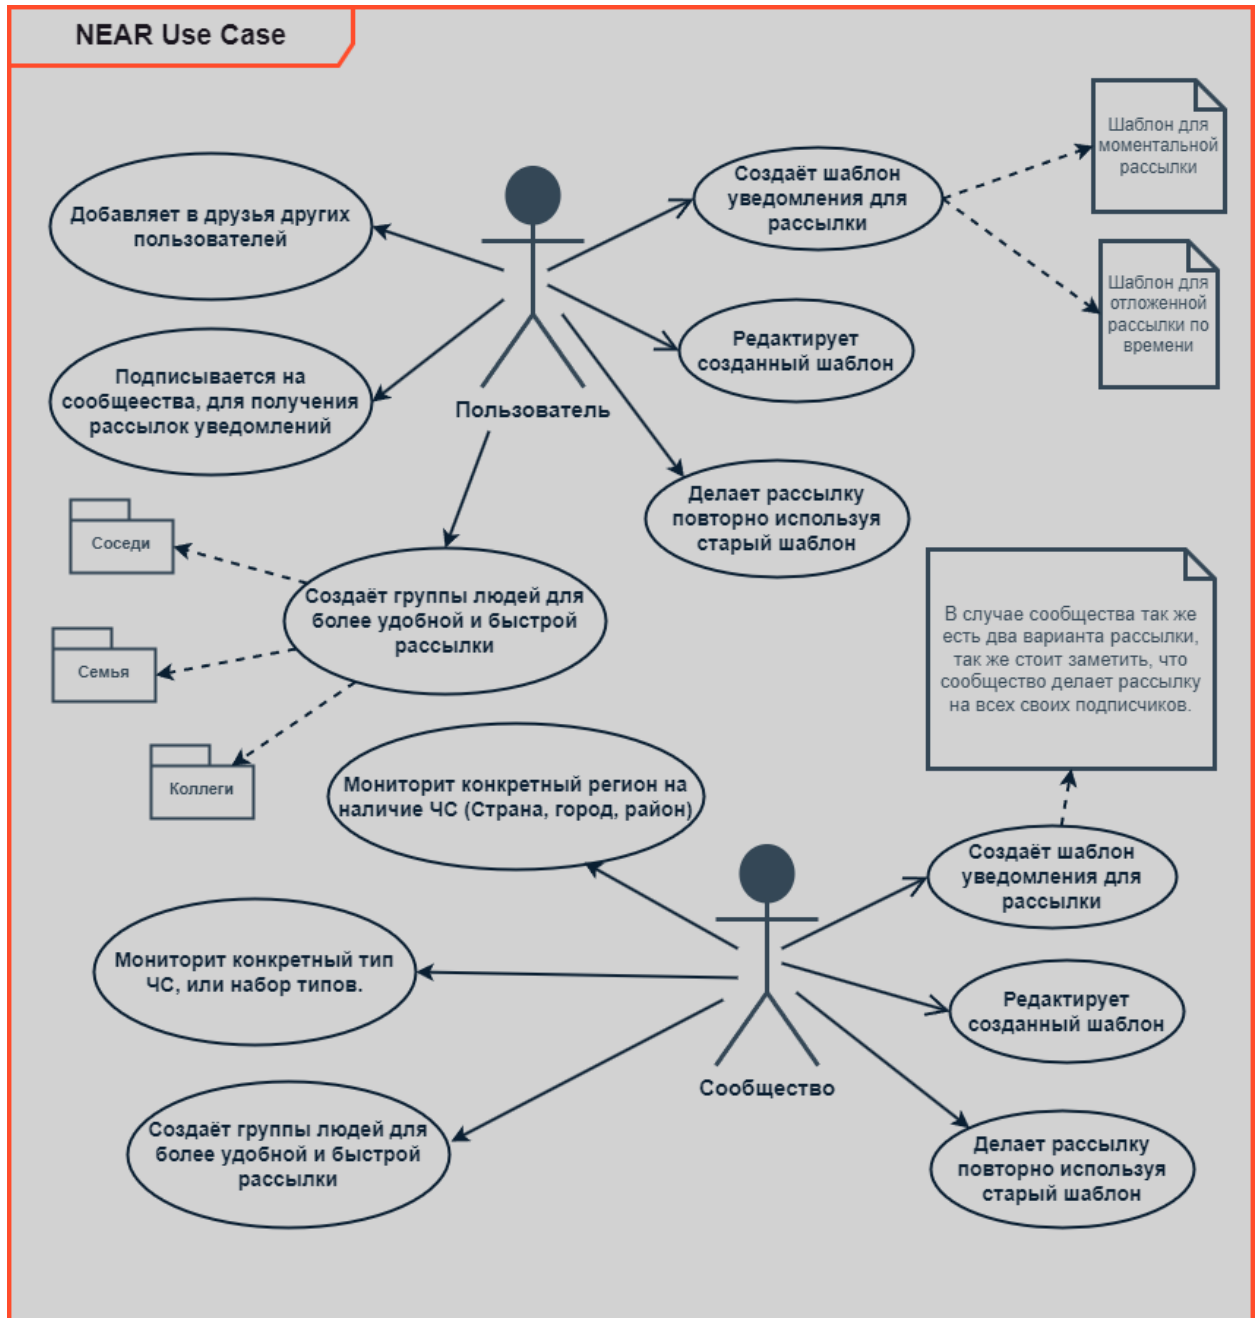 NEAR Use Case
Шаблон для
моментальной
рассылки
Создаёт шаблон
уведомления для
рассылки
Добавляет в друзья других
пользователей
Шаблон для
отложенной
рассылки по
времени
Редактирует
созданный шаблон
Подписывается на
сообщеества, для получения
рассылок уведомлений
Пользователь
Делает рассылку
повторно используя
старый шаблон
Соседи
Создаёт группы людей для
более удобной и быстрой
рассылки
Семья
Коллеги
В случае сообщества так же
есть два варианта рассылки,
так же стоит заметить, что
сообщество делает рассылку
на всех своих подписчиков.
Мониторит конкретный регион на
наличие ЧС (Страна, город, район)
Создаёт шаблон
уведомления для
рассылки
Мониторит конкретный тип
ЧС, или набор типов.
Редактирует
созданный шаблон
Сообщество
Создаёт группы людей для
более удобной и быстрой
рассылки
Делает рассылку
повторно используя
старый шаблон